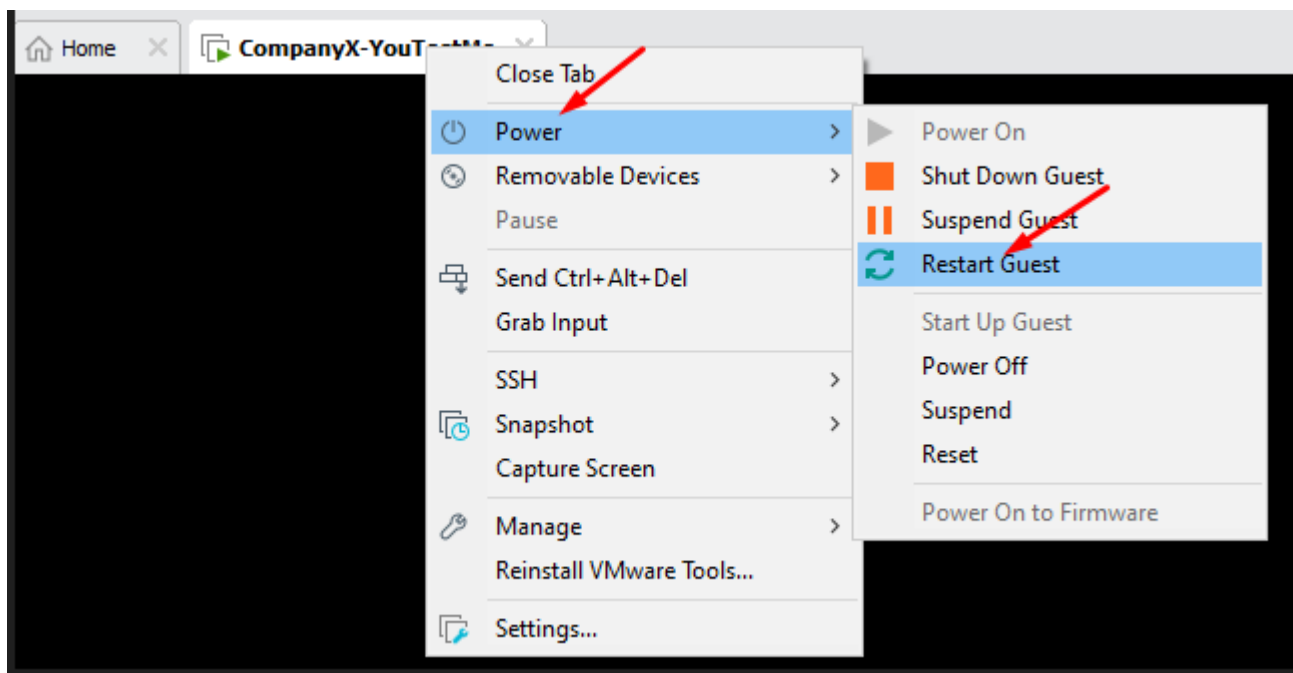 Home
CompanyX-YouTestMe
Close Tab
Power
Removable Devices
Pause
Send Ctrl+Alt+Del
Grab Input
SSH
Snapshot
Capture Screen
Manage
Reinstall VMware Tools...
Settings...
Power On
Shut Down Guest
Suspend Guest
Restart Guest
Start Up Guest
Power Off
Suspend
Reset
Power On to Firmware